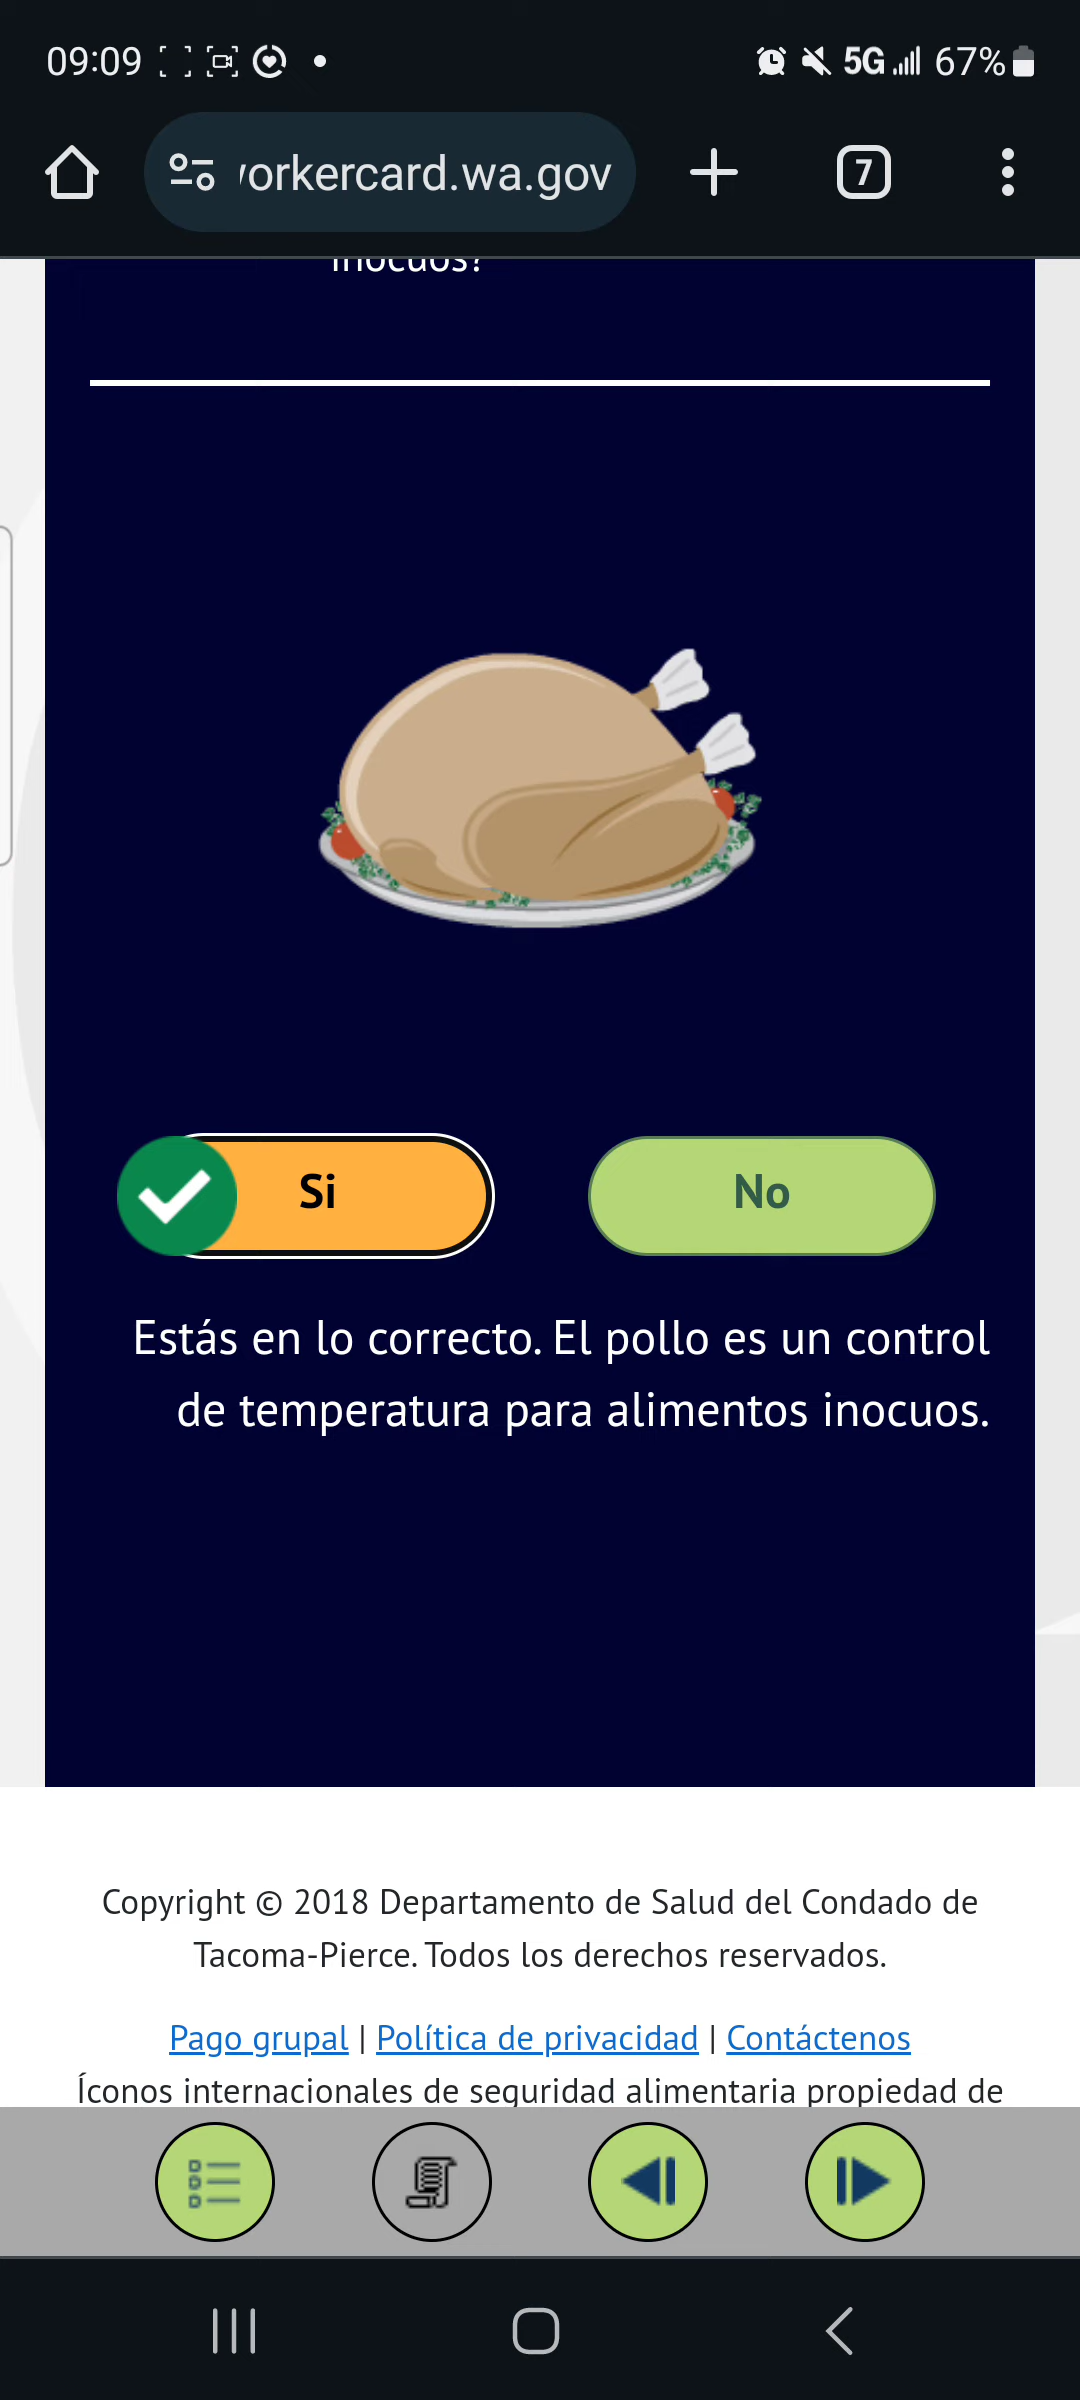 09:09
5G 67%
orkercard.wa.gov
7
inocuos?
Si
No
Estás en lo correcto. El pollo es un control
de temperatura para alimentos inocuos.
Copyright © 2018 Departamento de Salud del Condado de
Tacoma-Pierce. Todos los derechos reservados.
Pago grupal | Política de privacidad | Contáctenos
Íconos internacionales de seguridad alimentaria propiedad de